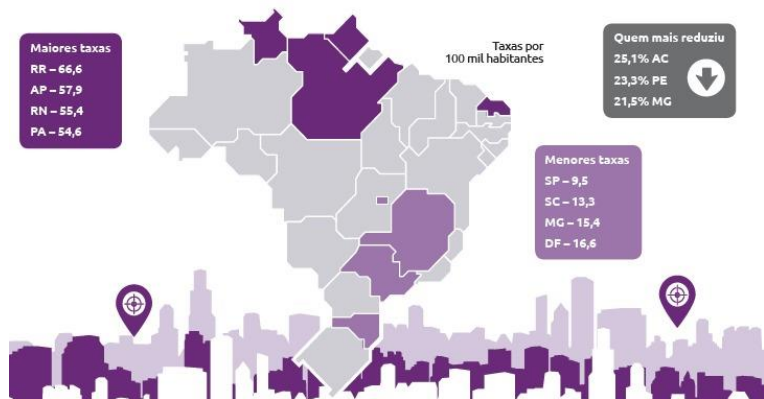 Maiores taxas
RR – 66,6
AP – 57,9
RN – 55,4
PA – 54,6
Taxas por
100 mil habitantes
Quem mais reduziu
25,1% AC
23,3% PE
21,5% MG
Menores taxas
SP – 9,5
SC – 13,3
MG – 15,4
DF – 16,6